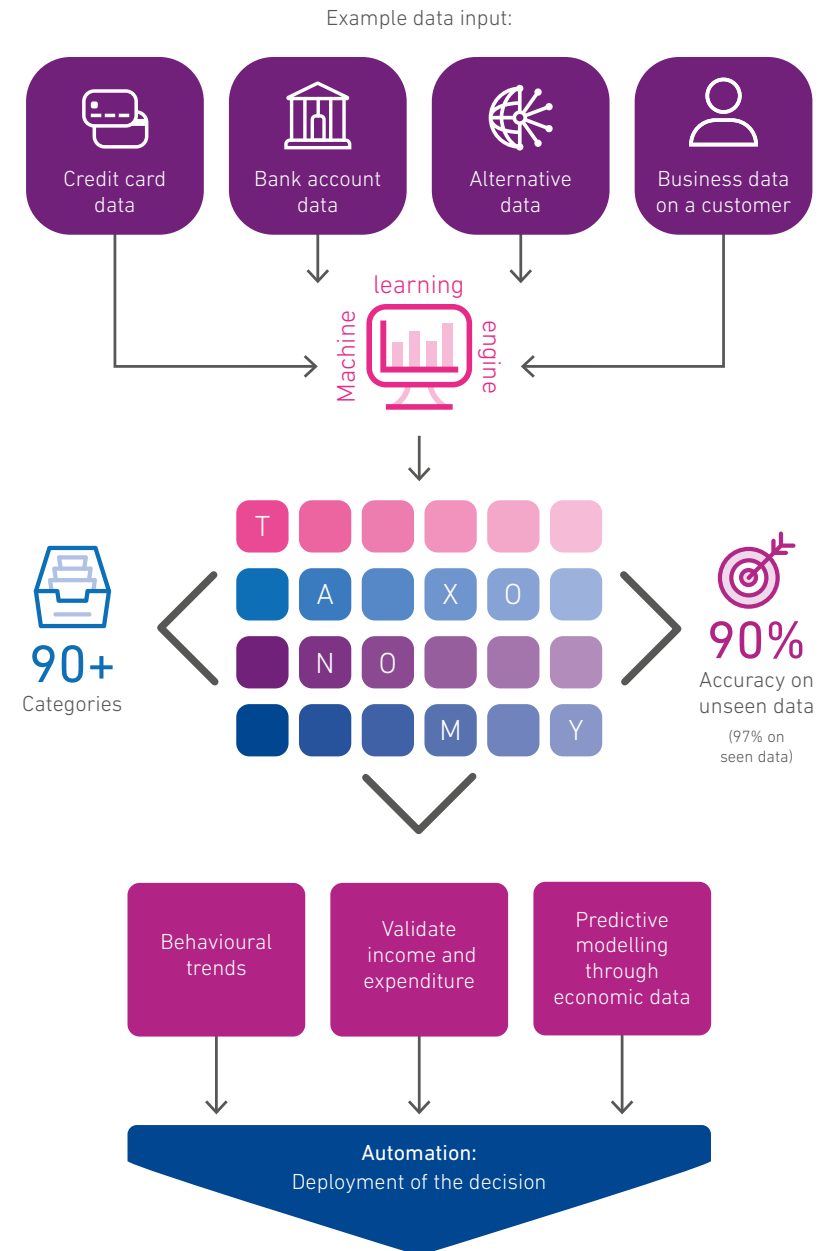 Example data input:
Credit card
data
Bank account
data
Alternative
data
Business data
on a customer
Machine
learning
engine
T
A X O
N O
M Y
90+
Categories
90%
Accuracy on
unseen data
(97% on
seen data)
Behavioural
trends
Validate
income and
expenditure
Predictive
modelling
through
economic data
Automation:
Deployment of the decision